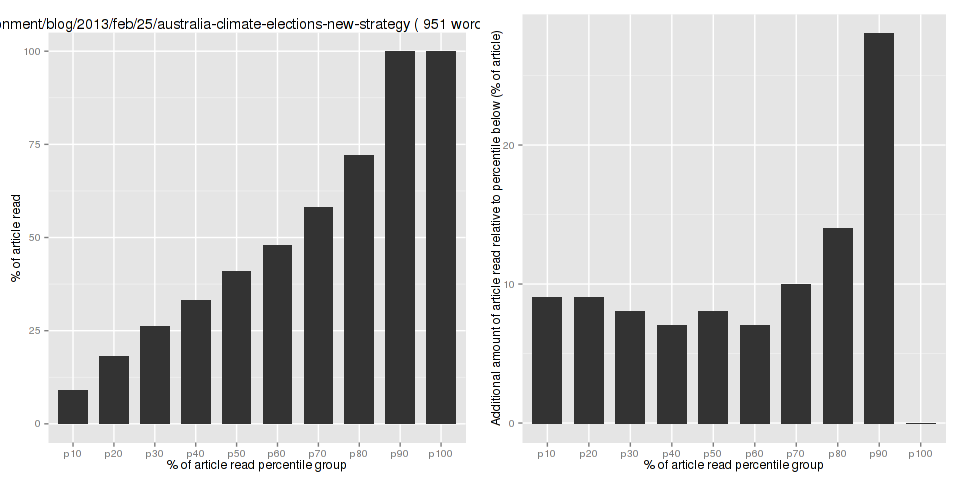 onment/blog/2013/feb/25/australia-climate-elections-new-strategy ( 951 word
% of article read
100
75
50
25
0
p10 p20 p30 p40 p50 p60 p70 p80 p90 p100
% of article read percentile group
Additional amount of article read relative to percentile below (% of article)
20
10
0
p10 p20 p30 p40 p50 p60 p70 p80 p90 p100
% of article read percentile group